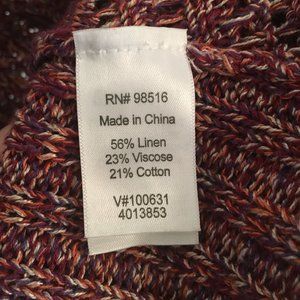 RN# 98516
Made in China
56% Linen
23% Viscose
21% Cotton
V#100631
4013853